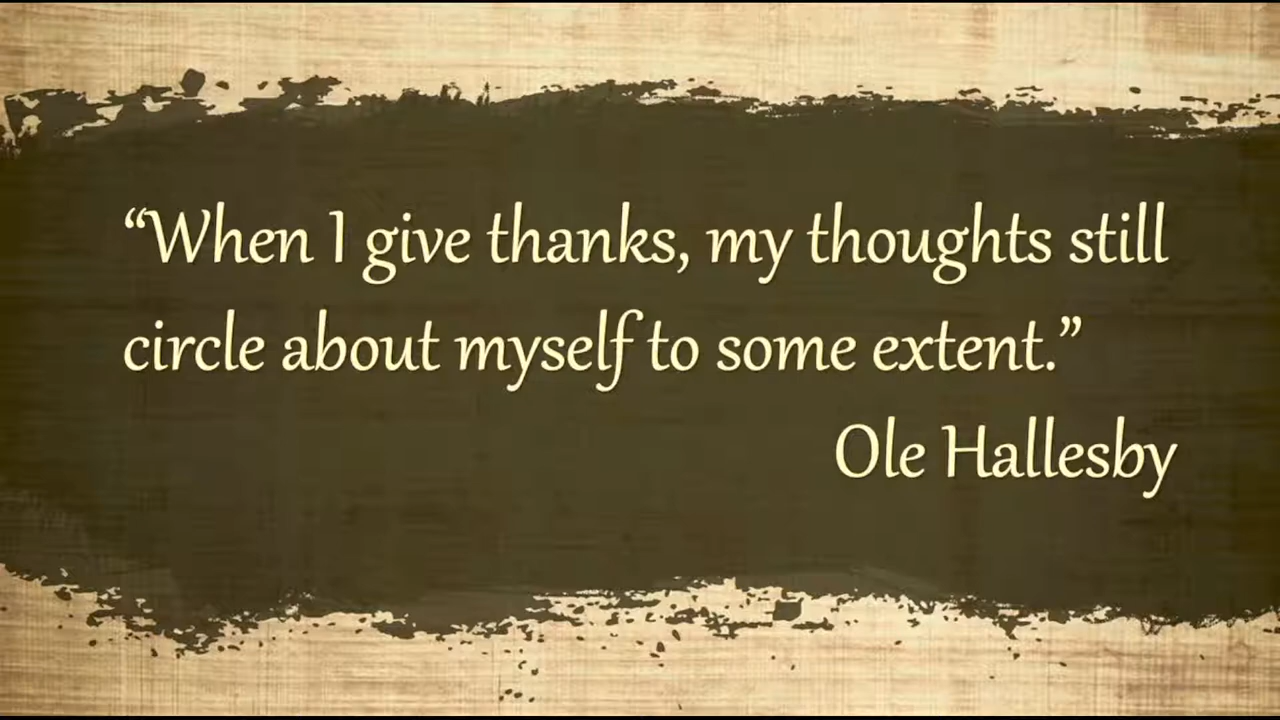 “When I give thanks, my thoughts still
circle about myself to some extent.”
Ole Hallesby